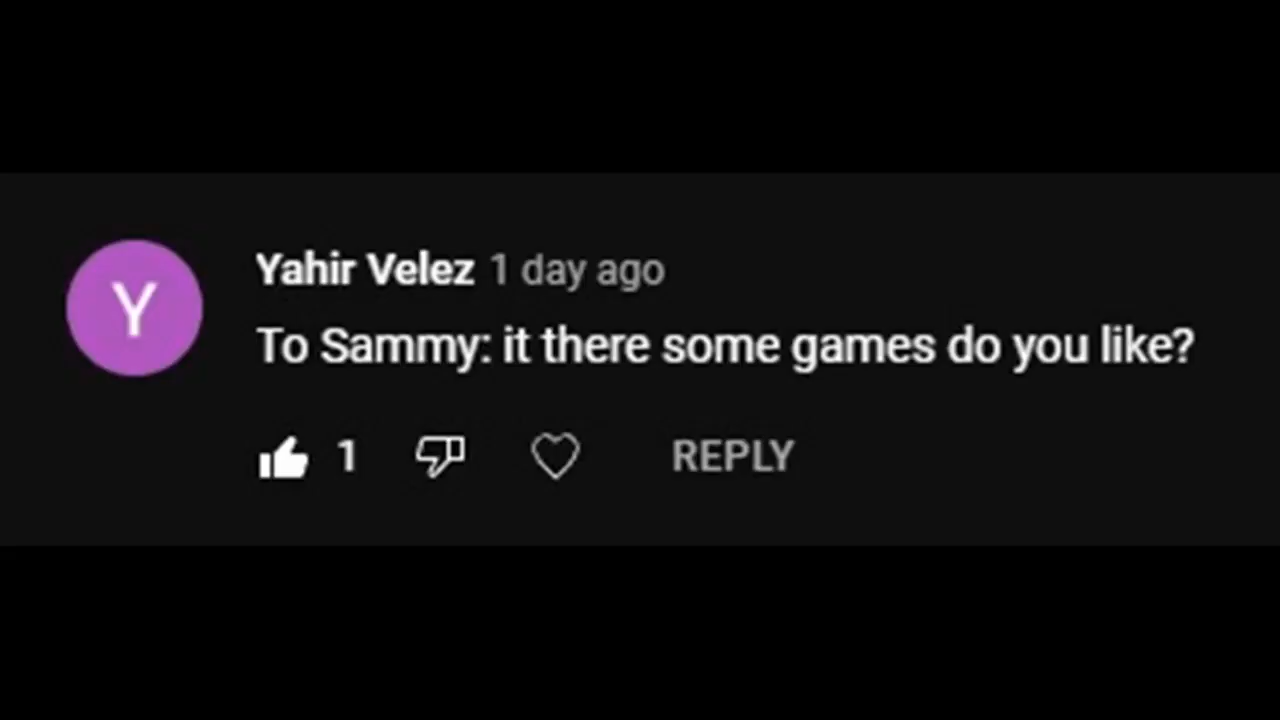 Y
Yahir Velez 1 day ago
To Sammy: it there some games do you like?
1 REPLY